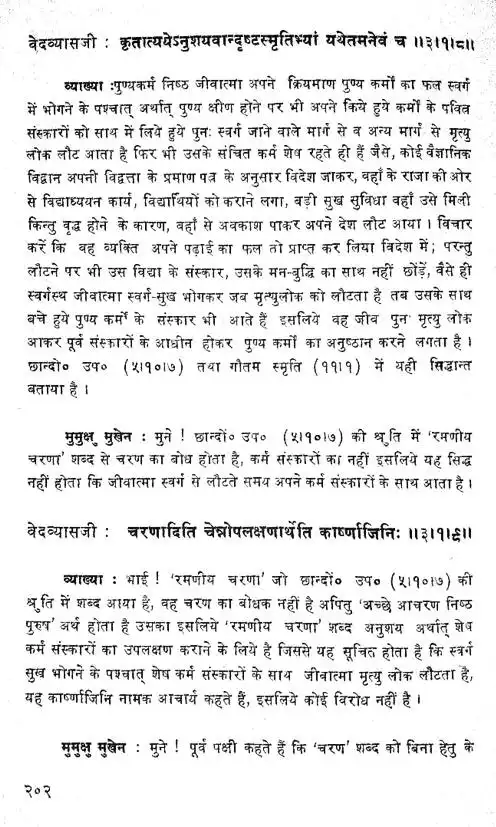 वेदव्यासजी : कृतात्ययेऽनुशयवान्दृष्टस्मृतिभ्यां यथेतमनेवं च ॥३।१।८॥
व्याख्या : पुण्यकर्म निष्ठ जीवात्मा अपने क्रियमाण पुण्य कर्मों का फल स्वर्ग
में भोगने के पश्चात् अर्थात् पुण्य क्षीण होने पर भी अपने किये हुये कर्मों के पवित्र
संस्कारों को साथ में लिये हुये पुनः स्वर्ग जाने वाले मार्ग से व अन्य मार्ग से मृत्यु
लोक लौट आता है फिर भी उसके संचित कर्म शेष रहते ही हैं जैसे, कोई वैज्ञानिक
विद्वान अपनी विद्वत्ता के प्रमाण पत्र के अनुसार विदेश जाकर, वहाँ के राजा की ओर
से विद्याध्ययन कार्य, विद्यार्थियों को कराने लगा, बड़ी सुख सुविधा वहाँ उसे मिली
किन्तु वृद्ध होने के कारण, वहाँ से अवकाश पाकर अपने देश लौट आया । विचार
करें कि वह व्यक्ति अपने पढ़ाई का फल तो प्राप्त कर लिया विदेश में; परन्तु
लौटने पर भी उस विद्या के संस्कार, उसके मन-बुद्धि का साथ नहीं छोड़ें, वैसे ही
स्वर्गस्थ जीवात्मा स्वर्ग-सुख भोगकर जब मृत्युलोक को लौटता है तब उसके साथ
बचे हुये पुण्य कर्मों के संस्कार भी आते हैं इसलिये वह जीव पुनः मृत्यु लोक
आकर पूर्व संस्कारों के आधीन होकर पुण्य कर्मों का अनुष्ठान करने लगता है ।
छान्दो० उप० (५।१०।७) तथा गौतम स्मृति (११।१) में यही सिद्धान्त
बताया है ।
मुमुक्षु मुखेन : मुने ! छान्दों० उप० (५।१०।७) की श्रुति में 'रमणीय
चरणा' शब्द से चरण का बोध होता है, कर्म संस्कारों का नहीं इसलिये यह सिद्ध
नहीं होता कि जीवात्मा स्वर्ग से लौटते समय अपने कर्म संस्कारों के साथ आता है ।
वेदव्यासजी : चरणादिति चेन्नोपलक्षणार्थेति कार्ष्णाजिनिः ॥३।१।९॥
व्याख्या : भाई ! 'रमणीय चरणा' जो छान्दों० उप० (५।१०।७) की
श्रुति में शब्द आया है, वह चरण का बोधक नहीं है अपितु 'अच्छे आचरण निष्ठ
पुरुष' अर्थ होता है उसका इसलिये 'रमणीय चरणा' शब्द अनुशय अर्थात् शेष
कर्म संस्कारों का उपलक्षण कराने के लिये है जिससे यह सूचित होता है कि स्वर्ग
सुख भोगने के पश्चात् शेष कर्म संस्कारों के साथ जीवात्मा मृत्यु लोक लौटता है,
यह कार्ष्णाजिनि नामक आचार्य कहते हैं, इसलिये कोई विरोध नहीं है ।
मुमुक्षु मुखेन : मुने ! पूर्व पक्षी कहते हैं कि 'चरण' शब्द को बिना हेतु के
२०२